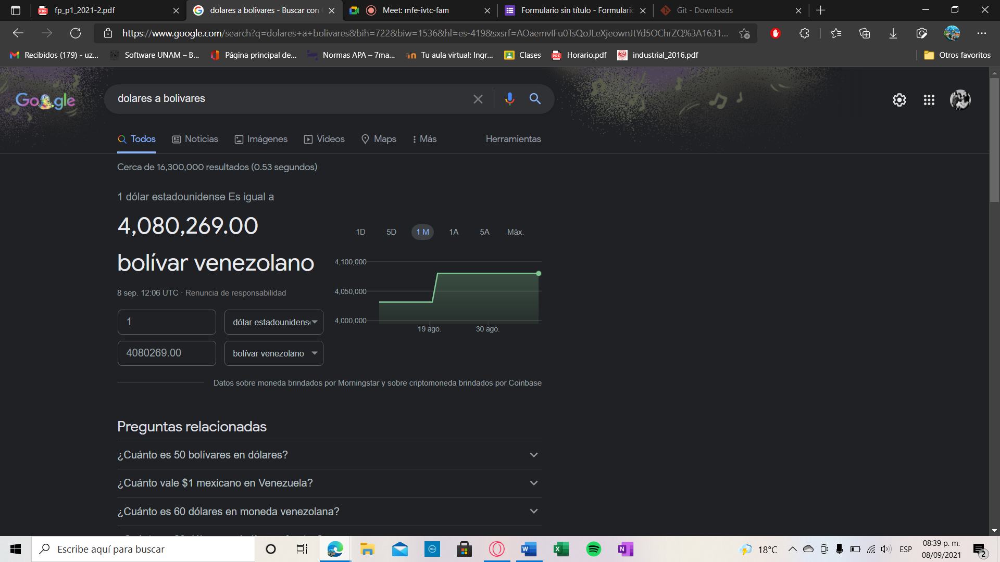 fp_p1_2021-2.pdf
dolares a bolivares - Buscar con
Meet: mfe-ivtc-fam
Formulario sin título - Formulario
Git - Downloads
https://www.google.com/search?q=dolares+a+bolivares&bih=722&biw=1536&hl=es-419&sxsrf=AOaemvIFu0TsQoJLeXjeownJtYd5OChrZQ%3A1631...
Recibidos (179) - uz...
Software UNAM – B...
Página principal de...
Normas APA – 7ma...
Tu aula virtual: Ingr...
Clases
Horario.pdf
industrial_2016.pdf
Otros favoritos
Google
dolares a bolivares
Todos
Noticias
Imágenes
Videos
Maps
Más
Herramientas
Cerca de 16,300,000 resultados (0.53 segundos)
1 dólar estadounidense Es igual a
4,080,269.00
bolívar venezolano
8 sep. 12:06 UTC · Renuncia de responsabilidad
1
dólar estadounidens
4080269.00
bolívar venezolano
1D 5D 1 M 1A 5A Máx.
4,100,000
4,050,000
4,000,000
19 ago. 30 ago.
Datos sobre moneda brindados por Morningstar y sobre criptomoneda brindados por Coinbase
Preguntas relacionadas
¿Cuánto es 50 bolívares en dólares?
¿Cuánto vale $1 mexicano en Venezuela?
¿Cuánto es 60 dólares en moneda venezolana?
Escribe aquí para buscar
18°C
ESP
08:39 p. m.
08/09/2021
2